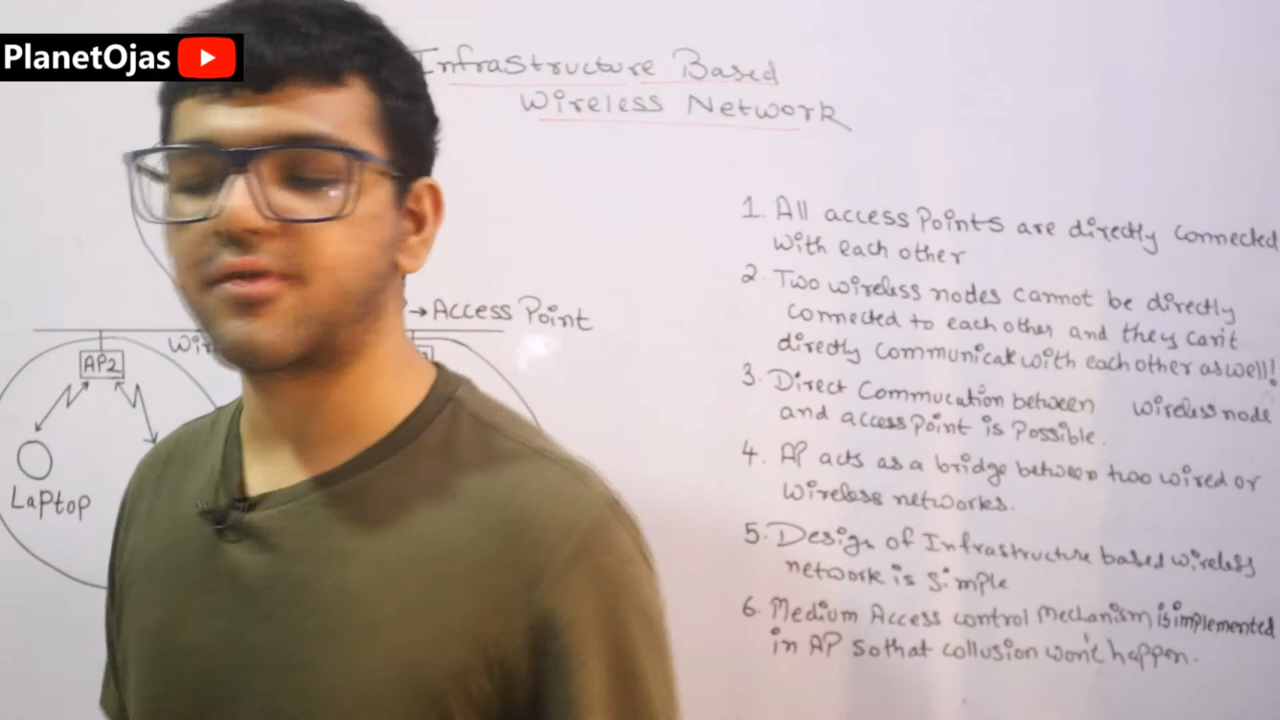 PlanetOjas
Infrastructure Based
Wireless Network
→ Access Point
AP2
Laptop
1. All access Points are directly connected
with each other
2. Two wireless nodes cannot be directly
connected to each other and they can't
directly communicate with each other as well!
3. Direct Commucation between wireless node
and access Point is Possible.
4. AP acts as a bridge between two wired or
wireless networks.
5. Design of Infrastructure based wireless
network is simple
6. Medium Access control Mechanism is implemented
in AP so that collusion won't happen.